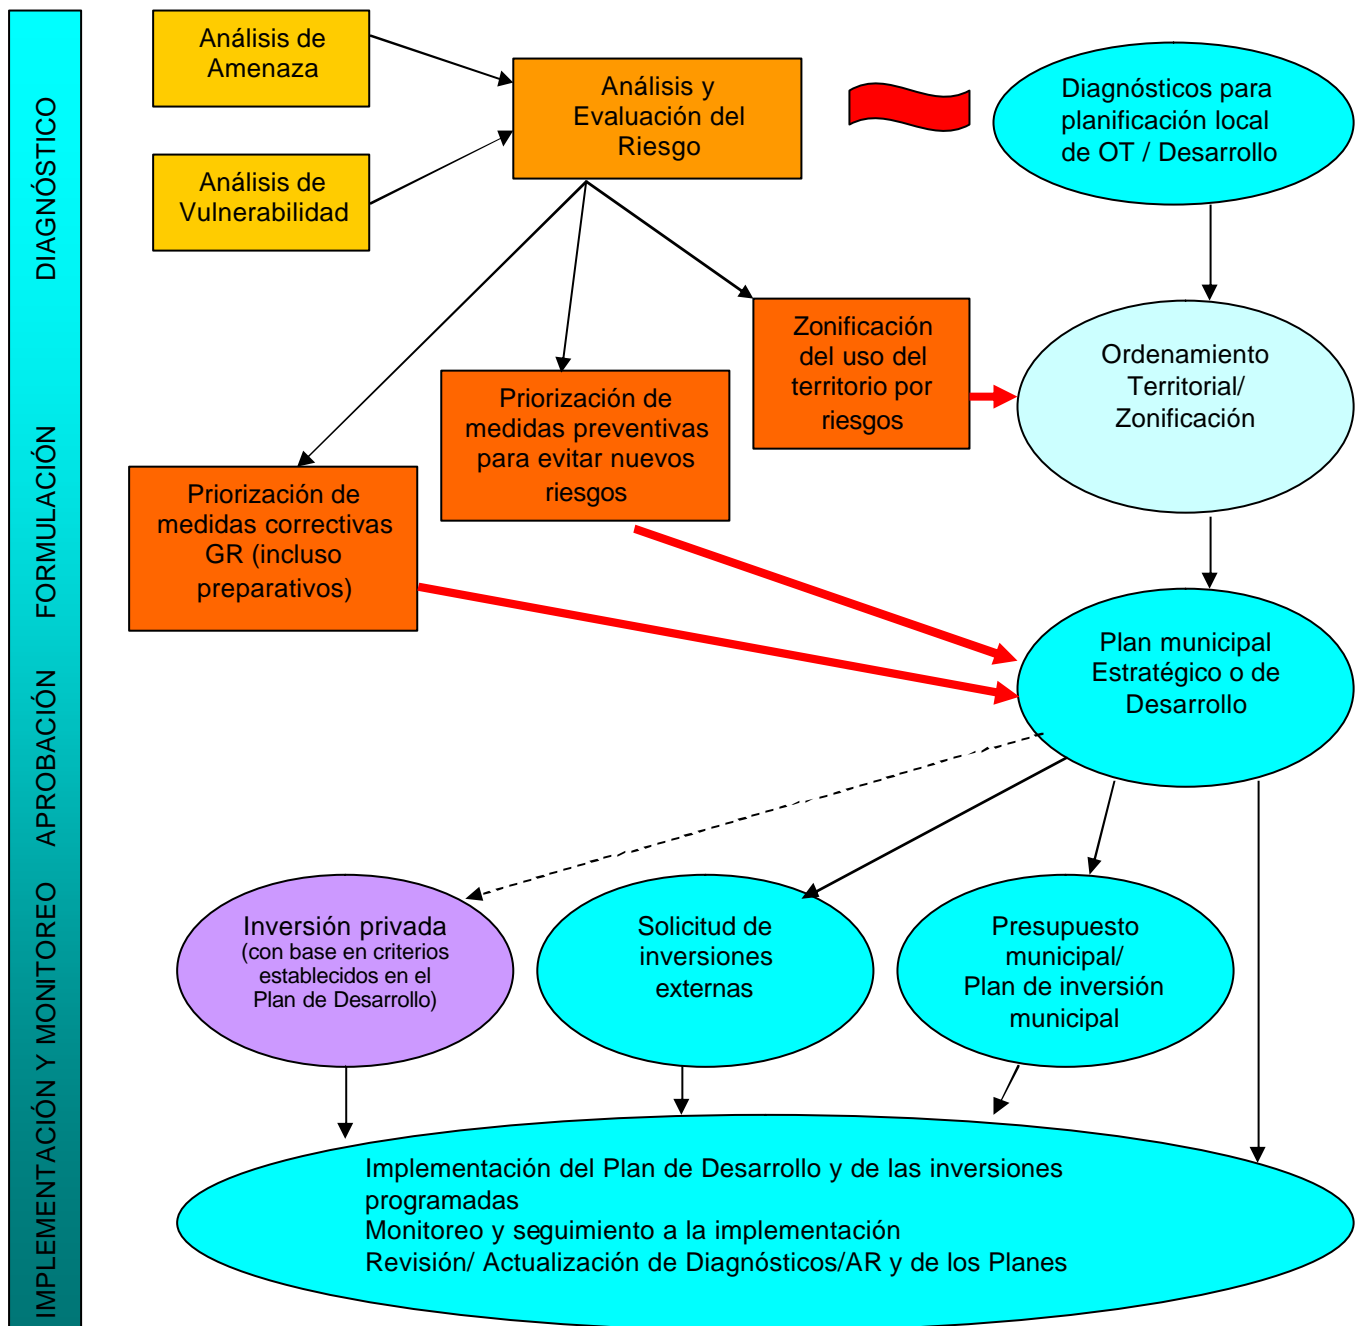 DIAGNÓSTICO
FORMULACIÓN
APROBACIÓN
IMPLEMENTACIÓN Y MONITOREO
Análisis de
Amenaza
Análisis de
Vulnerabilidad
Análisis y
Evaluación del
Riesgo
Diagnósticos para
planificación local
de OT / Desarrollo
Zonificación
del uso del
territorio por
riesgos
Ordenamiento
Territorial/
Zonificación
Priorización de
medidas preventivas
para evitar nuevos
riesgos
Priorización de
medidas correctivas
GR (incluso
preparativos)
Plan municipal
Estratégico o de
Desarrollo
Inversión privada
(con base en criterios
establecidos en el
Plan de Desarrollo)
Solicitud de
inversiones
externas
Presupuesto
municipal/
Plan de inversión
municipal
Implementación del Plan de Desarrollo y de las inversiones
programadas
Monitoreo y seguimiento a la implementación
Revisión/ Actualización de Diagnósticos/AR y de los Planes